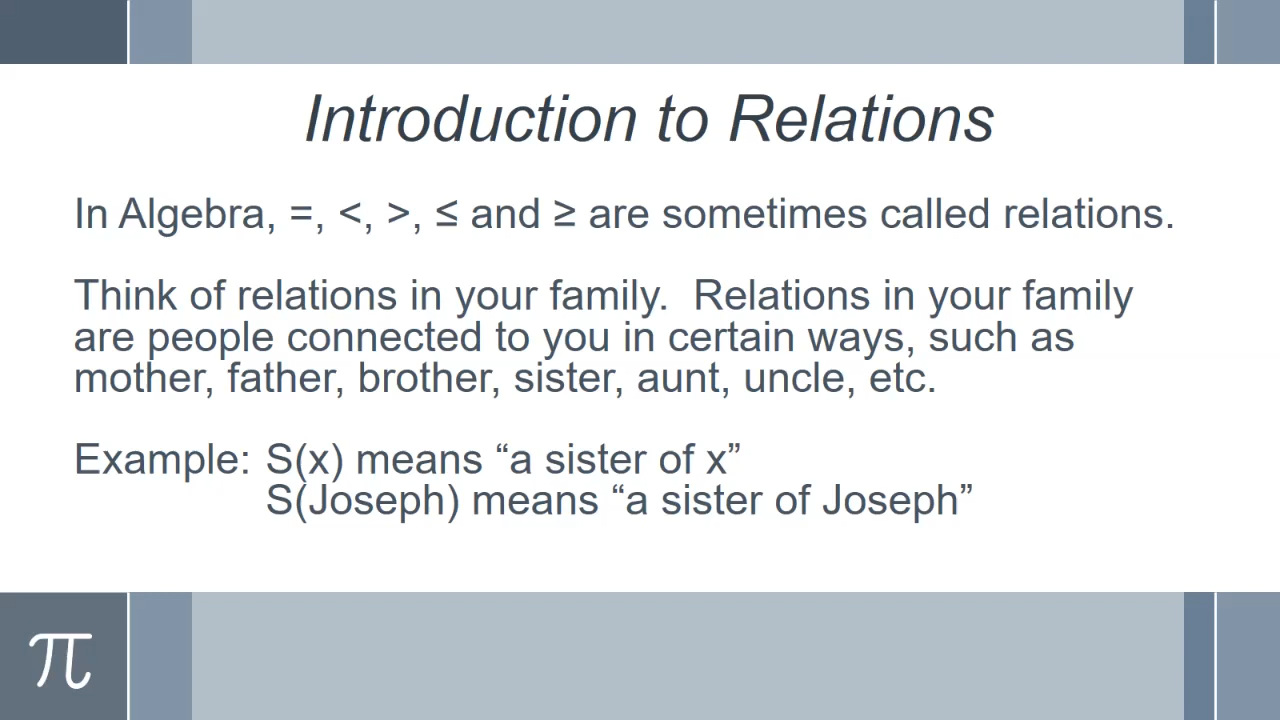 Introduction to Relations
In Algebra, =, <, >, ≤ and ≥ are sometimes called relations.
Think of relations in your family.  Relations in your family
are people connected to you in certain ways, such as
mother, father, brother, sister, aunt, uncle, etc.
Example: S(x) means “a sister of x”
S(Joseph) means “a sister of Joseph”
π